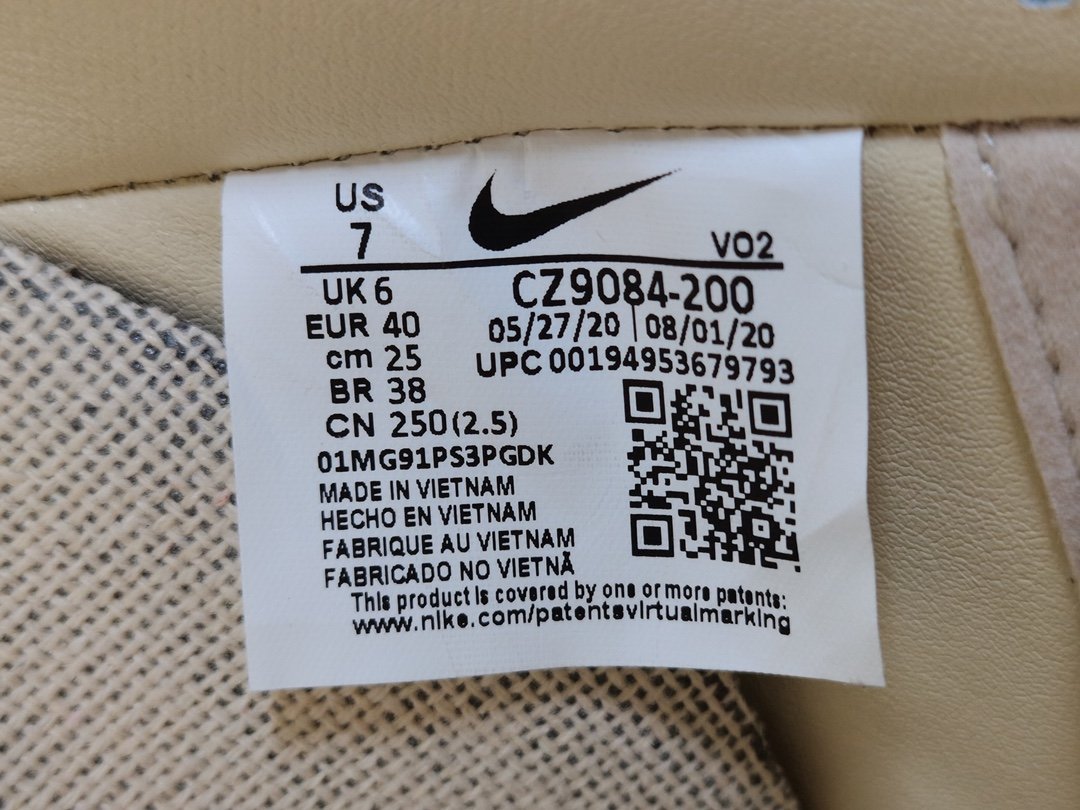 US
7
VO2
UK 6
CZ9084-200
EUR 40
05/27/20 | 08/01/20
cm 25
UPC 00194953679793
BR 38
CN 250(2.5)
01MG91PS3PGDK
MADE IN VIETNAM
HECHO EN VIETNAM
FABRIQUE AU VIETNAM
FABRICADO NO VIETNÃ
This product is covered by one or more patents:
www.nike.com/patentsvirtualmarking